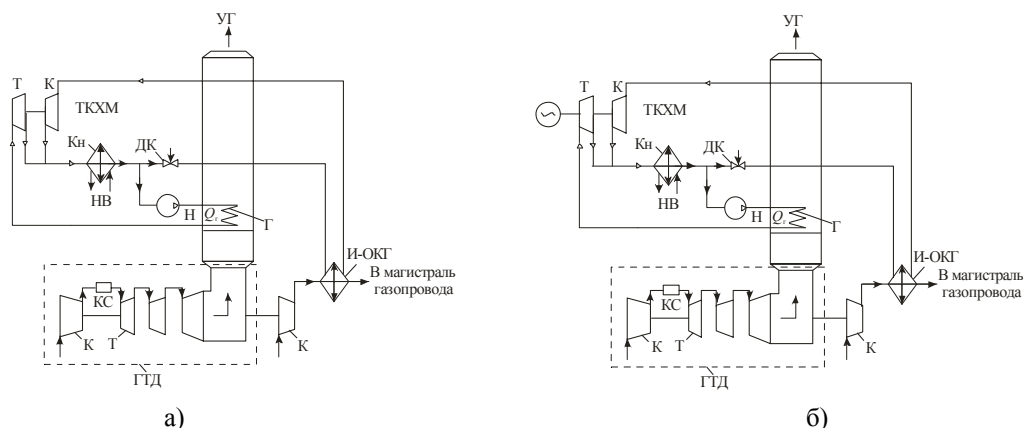 УГ
Т
К
ТКХМ
Кн
ДК
НВ
Н
Qг
Г
И-ОКГ
В магистраль
газопровода
КС
К
Т
К
ГТД
а)
УГ
Т
К
ТКХМ
Кн
ДК
НВ
Н
Qг
Г
И-ОКГ
В магистраль
газопровода
КС
К
Т
К
ГТД
б)